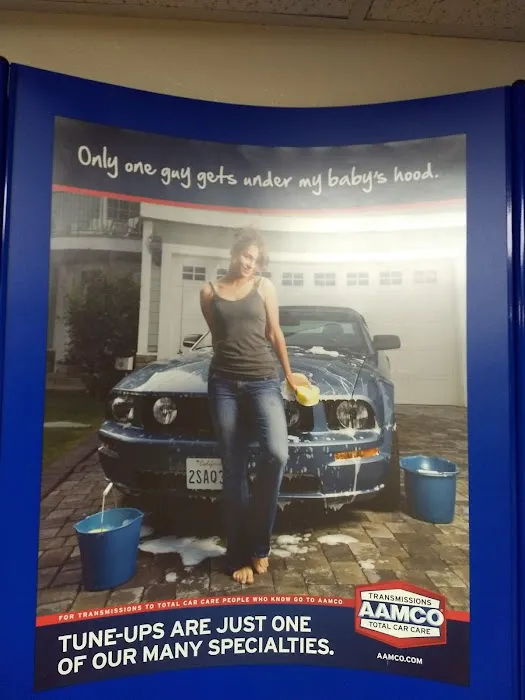 Only one guy gets under my baby's hood.
California
2SAQ3
FOR TRANSMISSIONS TO TOTAL CAR CARE PEOPLE WHO KNOW GO TO AAMCO
TUNE-UPS ARE JUST ONE
OF OUR MANY SPECIALTIES.
TRANSMISSIONS
AAMCO
TOTAL CAR CARE
AAMCO.COM